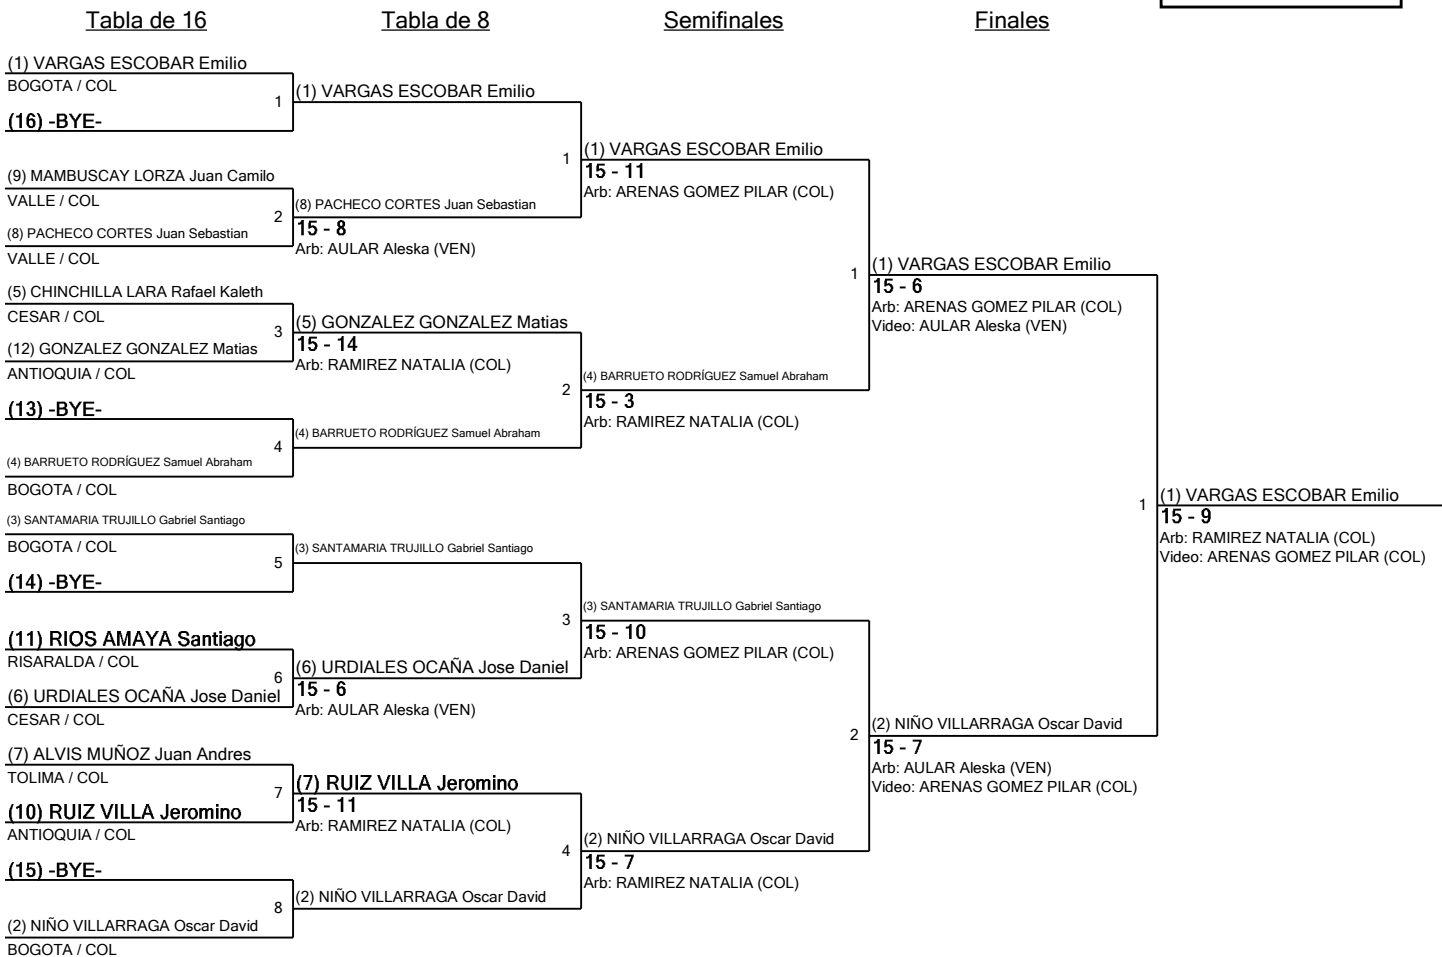 Tabla de 16
Tabla de 8
Semifinales
Finales
(1) VARGAS ESCOBAR Emilio
BOGOTA / COL
1
(16) -BYE-
(9) MAMBUSCAY LORZA Juan Camilo
VALLE / COL
2
(8) PACHECO CORTES Juan Sebastian
VALLE / COL
(5) CHINCHILLA LARA Rafael Kaleth
CESAR / COL
3
(12) GONZALEZ GONZALEZ Matias
ANTIOQUIA / COL
(13) -BYE-
4
(4) BARRUETO RODRÍGUEZ Samuel Abraham
BOGOTA / COL
(3) SANTAMARIA TRUJILLO Gabriel Santiago
BOGOTA / COL
5
(14) -BYE-
(11) RIOS AMAYA Santiago
RISARALDA / COL
6
(6) URDIALES OCAÑA Jose Daniel
CESAR / COL
(7) ALVIS MUÑOZ Juan Andres
TOLIMA / COL
7
(10) RUIZ VILLA Jeromino
ANTIOQUIA / COL
(15) -BYE-
8
(2) NIÑO VILLARRAGA Oscar David
BOGOTA / COL
(1) VARGAS ESCOBAR Emilio
1
(8) PACHECO CORTES Juan Sebastian
15 - 8
Arb: AULAR Aleska (VEN)
(5) GONZALEZ GONZALEZ Matias
15 - 14
Arb: RAMIREZ NATALIA (COL)
2
(4) BARRUETO RODRÍGUEZ Samuel Abraham
(3) SANTAMARIA TRUJILLO Gabriel Santiago
3
(6) URDIALES OCAÑA Jose Daniel
15 - 6
Arb: AULAR Aleska (VEN)
(7) RUIZ VILLA Jeromino
15 - 11
Arb: RAMIREZ NATALIA (COL)
4
(2) NIÑO VILLARRAGA Oscar David
(1) VARGAS ESCOBAR Emilio
15 - 11
Arb: ARENAS GOMEZ PILAR (COL)
1
(4) BARRUETO RODRÍGUEZ Samuel Abraham
15 - 3
Arb: RAMIREZ NATALIA (COL)
(3) SANTAMARIA TRUJILLO Gabriel Santiago
15 - 10
Arb: ARENAS GOMEZ PILAR (COL)
2
(2) NIÑO VILLARRAGA Oscar David
15 - 7
Arb: RAMIREZ NATALIA (COL)
(1) VARGAS ESCOBAR Emilio
15 - 6
Arb: ARENAS GOMEZ PILAR (COL)
Video: AULAR Aleska (VEN)
1
(2) NIÑO VILLARRAGA Oscar David
15 - 7
Arb: AULAR Aleska (VEN)
Video: ARENAS GOMEZ PILAR (COL)
(1) VARGAS ESCOBAR Emilio
15 - 9
Arb: RAMIREZ NATALIA (COL)
Video: ARENAS GOMEZ PILAR (COL)